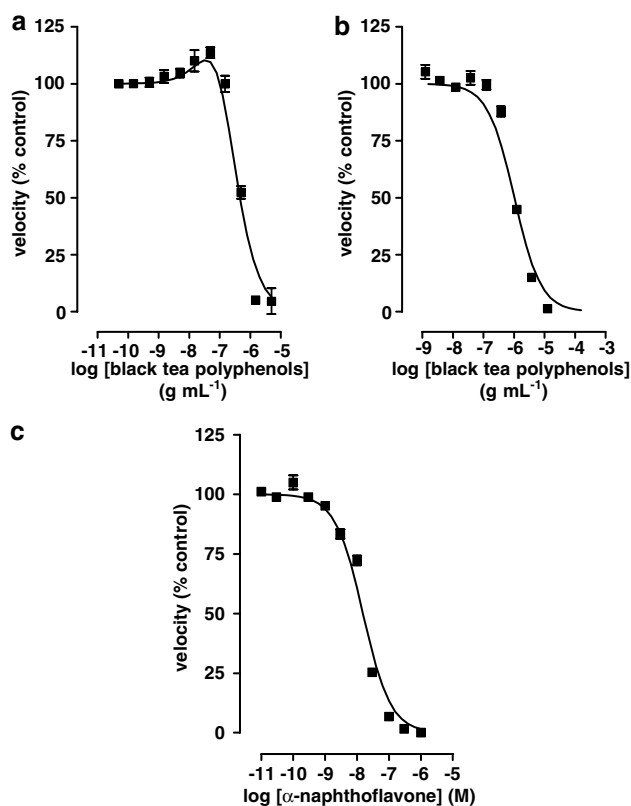 a
velocity (% control)
125
100
75
50
25
0
-11 -10 -9 -8 -7 -6 -5
log [black tea polyphenols]
(g mL-1)
b
velocity (% control)
125
100
75
50
25
0
-9 -8 -7 -6 -5 -4 -3
log [black tea polyphenols]
(g mL-1)
c
velocity (% control)
125
100
75
50
25
0
-11 -10 -9 -8 -7 -6 -5
log [α-naphthoflavone] (M)